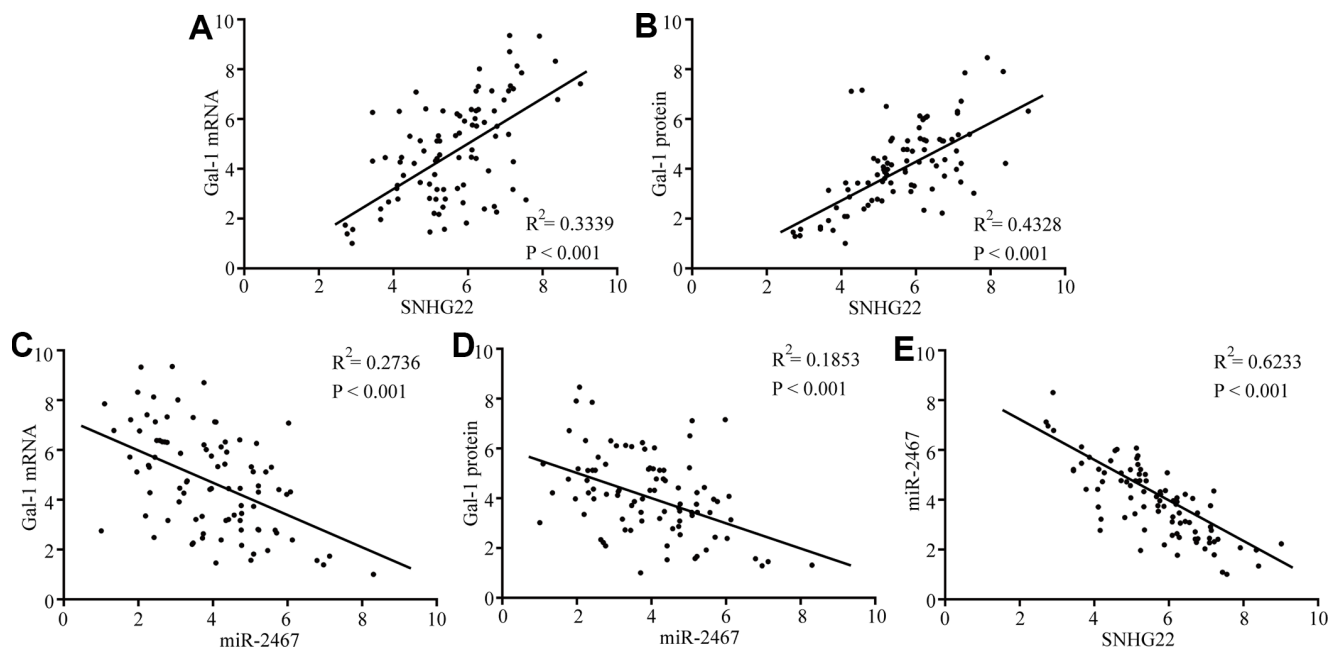 A
10
8
6
4
2
0
Gal-1 mRNA
R²= 0.3339
P < 0.001
2 4 6 8 10
SNHG22
B
10
8
6
4
2
0
Gal-1 protein
R²= 0.4328
P < 0.001
0 2 4 6 8 10
SNHG22
C
10
8
6
4
2
0
Gal-1 mRNA
R²= 0.2736
P < 0.001
0 2 4 6 8 10
miR-2467
D
10
8
6
4
2
0
Gal-1 protein
R²= 0.1853
P < 0.001
0 2 4 6 8 10
miR-2467
E
10
8
6
4
2
0
miR-2467
R²= 0.6233
P < 0.001
0 2 4 6 8 10
SNHG22